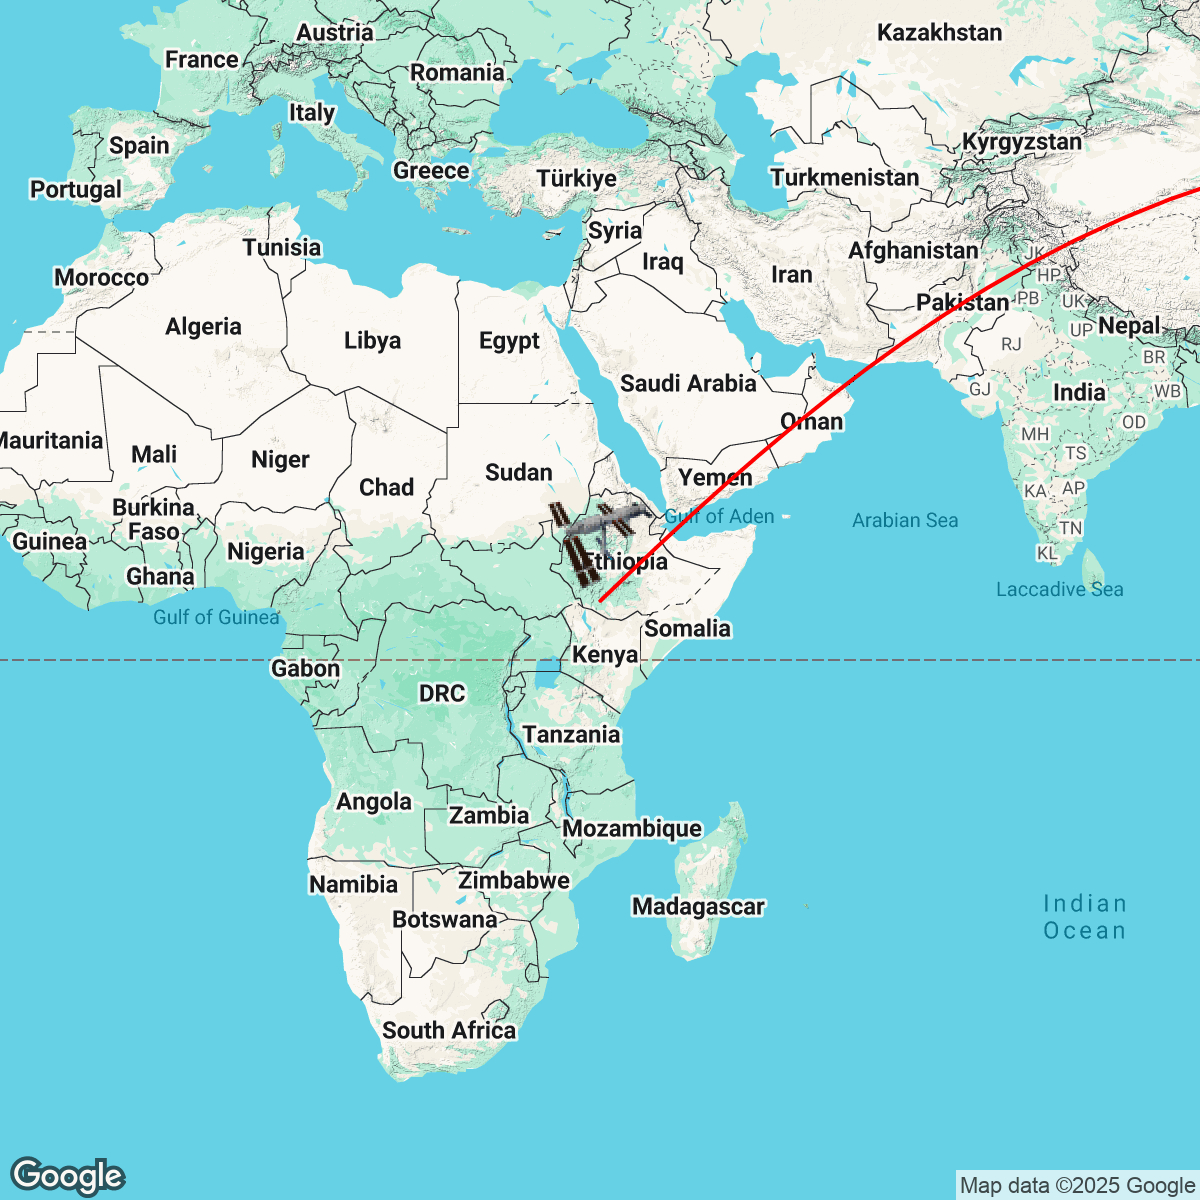 Austria
Kazakhstan
France
Romania
Italy
Spain
Kyrgyzstan
Greece
Türkiye
Turkmenistan
Portugal
Syria
Tunisia
Afghanistan
JK
Iraq
Morocco
Iran
HP
Pakistan
PB
UK
Algeria
Nepal
UP
Libya
Egypt
RJ
BR
Saudi Arabia
GJ
India
WB
Oman
OD
Mauritania
MH
Mali
Niger
TS
Sudan
Yemen
Chad
KA
AP
Burkina
Faso
Gulf of Aden
Arabian Sea
TN
Guinea
Nigeria
KL
Ethiopia
Ghana
Laccadive Sea
Gulf of Guinea
Somalia
Kenya
Gabon
DRC
Tanzania
Angola
Zambia
Mozambique
Namibia
Zimbabwe
Madagascar
Indian
Ocean
Botswana
South Africa
Google
Map data ©2025 Google